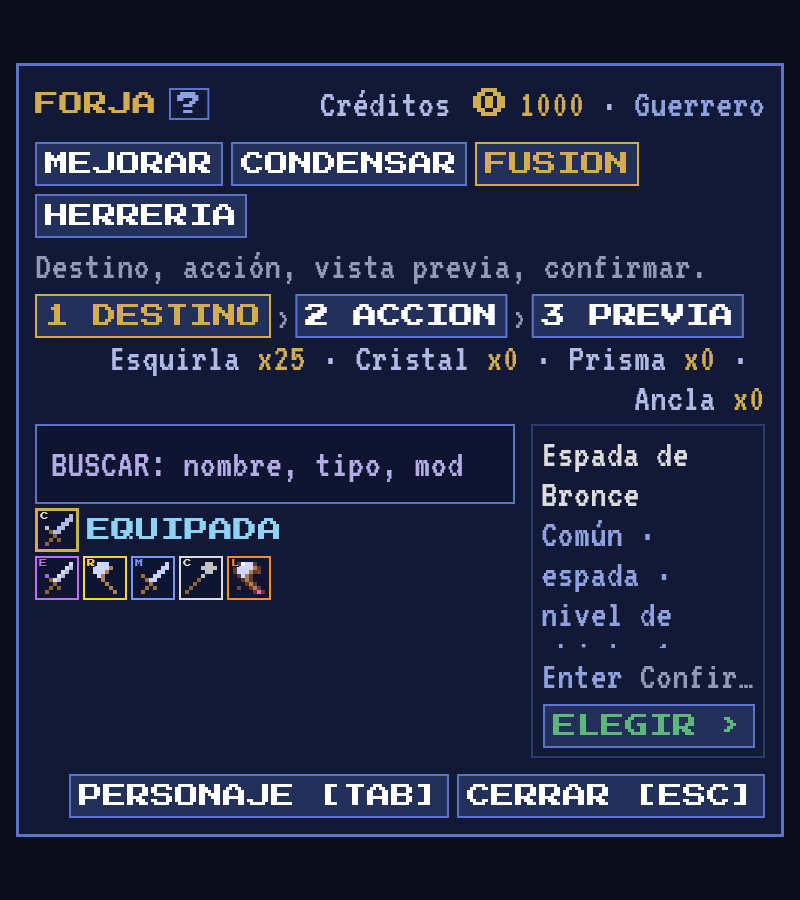 FORJA ? Créditos 1000 · Guerrero
MEJORAR CONDENSAR FUSION
HERRERIA
Destino, acción, vista previa, confirmar.
1 DESTINO › 2 ACCION › 3 PREVIA
Esquirla x25 · Cristal x0 · Prisma x0 ·
Ancla x0
BUSCAR: nombre, tipo, mod
C EQUIPADA
E R M C L
Espada de
Bronce
Común ·
espada ·
nivel de
Enter Confir…
ELEGIR >
PERSONAJE [TAB] CERRAR [ESC]